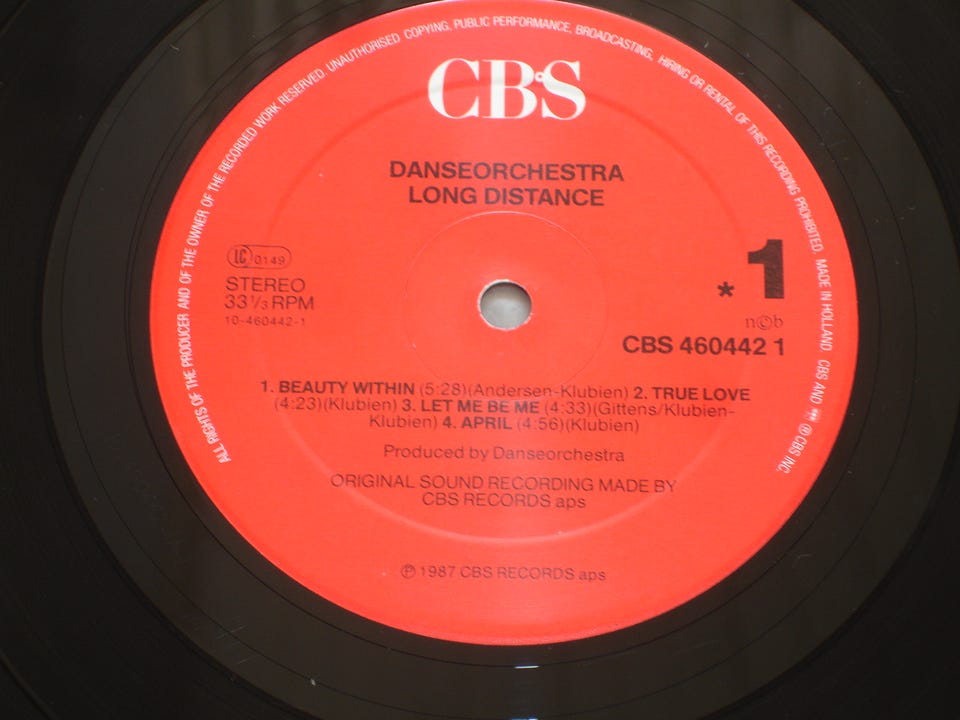 ALL RIGHTS OF THE PRODUCER AND OF THE OWNER OF THE RECORDED WORK RESERVED. UNAUTHORISED COPYING, PUBLIC PERFORMANCE, BROADCASTING, HIRING OR RENTAL OF THIS RECORDING PROHIBITED. MADE IN HOLLAND. CBS AND ® CBS INC.
CBS
DANSEORCHESTRA
LONG DISTANCE
LC 0149
STEREO
33 1/3 RPM
10-460442-1
* 1
n©b
CBS 460442 1
1. BEAUTY WITHIN (5:28)(Andersen-Klubien) 2. TRUE LOVE
(4:23)(Klubien) 3. LET ME BE ME (4:33)(Gittens/Klubien-
Klubien) 4. APRIL (4:56)(Klubien)
Produced by Danseorchestra
ORIGINAL SOUND RECORDING MADE BY
CBS RECORDS aps
℗ 1987 CBS RECORDS aps